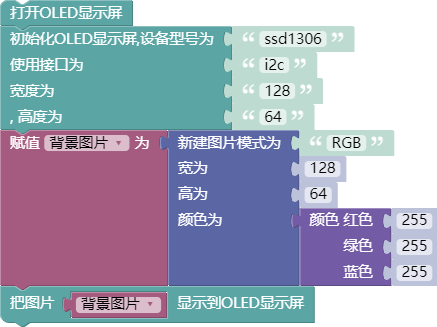 打开OLED显示屏
初始化OLED显示屏,设备型号为 “ ssd1306 ”
使用接口为 “ i2c ”
宽度为 “ 128 ”
, 高度为 “ 64 ”
赋值 背景图片 为 新建图片模式为 “ RGB ”
宽为 128
高为 64
颜色为 颜色 红色 255
绿色 255
蓝色 255
把图片 背景图片 显示到OLED显示屏